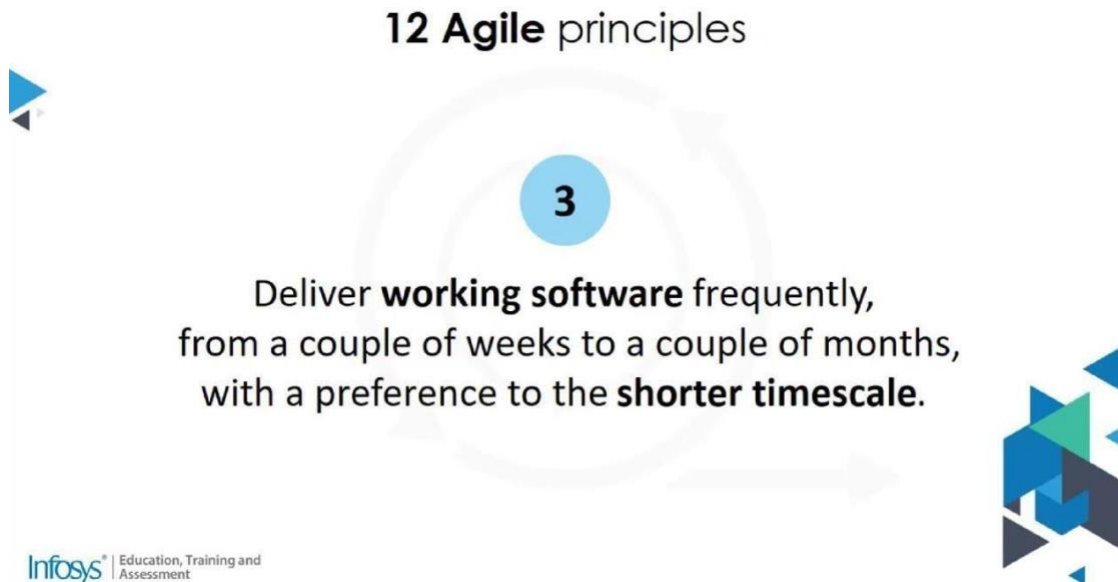 12 Agile principles
3
Deliver working software frequently,
from a couple of weeks to a couple of months,
with a preference to the shorter timescale.
Infosys® | Education, Training and
Assessment